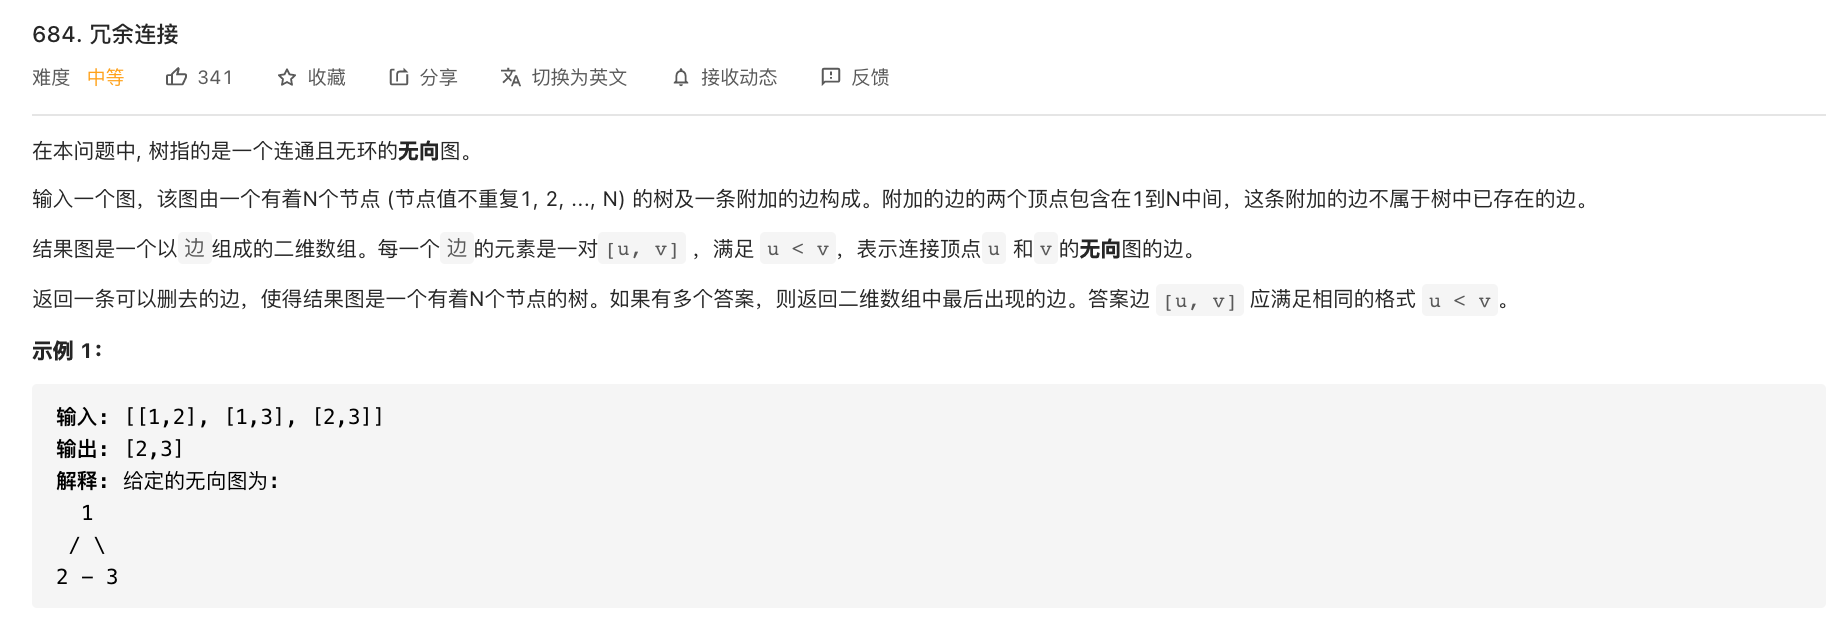 684. 冗余连接
难度 中等 341 收藏 分享 切换为英文 接收动态 反馈
在本问题中, 树指的是一个连通且无环的无向图。
输入一个图，该图由一个有着N个节点 (节点值不重复1, 2, ..., N) 的树及一条附加的边构成。附加的边的两个顶点包含在1到N中间，这条附加的边不属于树中已存在的边。
结果图是一个以 边 组成的二维数组。每一个 边 的元素是一对 [u, v] ，满足 u < v，表示连接顶点 u 和 v 的无向图的边。
返回一条可以删去的边，使得结果图是一个有着N个节点的树。如果有多个答案，则返回二维数组中最后出现的边。答案边 [u, v] 应满足相同的格式 u < v。
示例 1：
输入: [[1,2], [1,3], [2,3]]
输出: [2,3]
解释: 给定的无向图为:
1
/ \
2 - 3